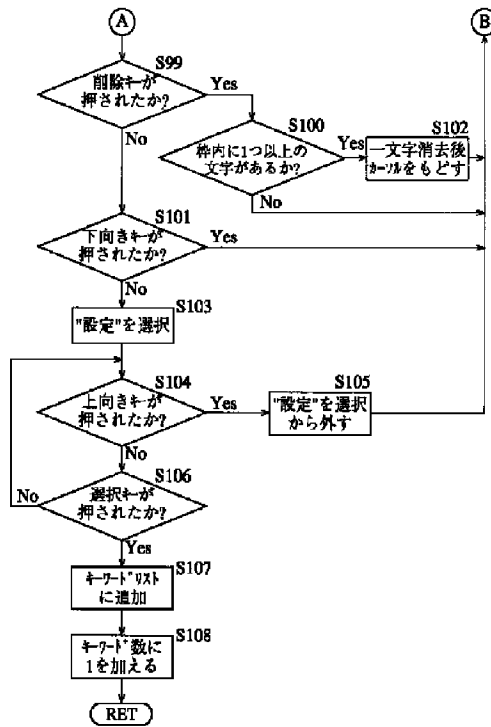 A
B
S99
削除キーが
押されたか?
Yes
No
S100
枠内に1つ以上の
文字があるか?
Yes
No
S102
一文字消去後
カーソルをもどす
S101
下向きキーが
押されたか?
Yes
No
S103
"設定"を選択
S104
上向きキーが
押されたか?
Yes
No
S105
"設定"を選択
から外す
S106
選択キーが
押されたか?
No
Yes
S107
キーワードリスト
に追加
S108
キーワード数に
1を加える
RET